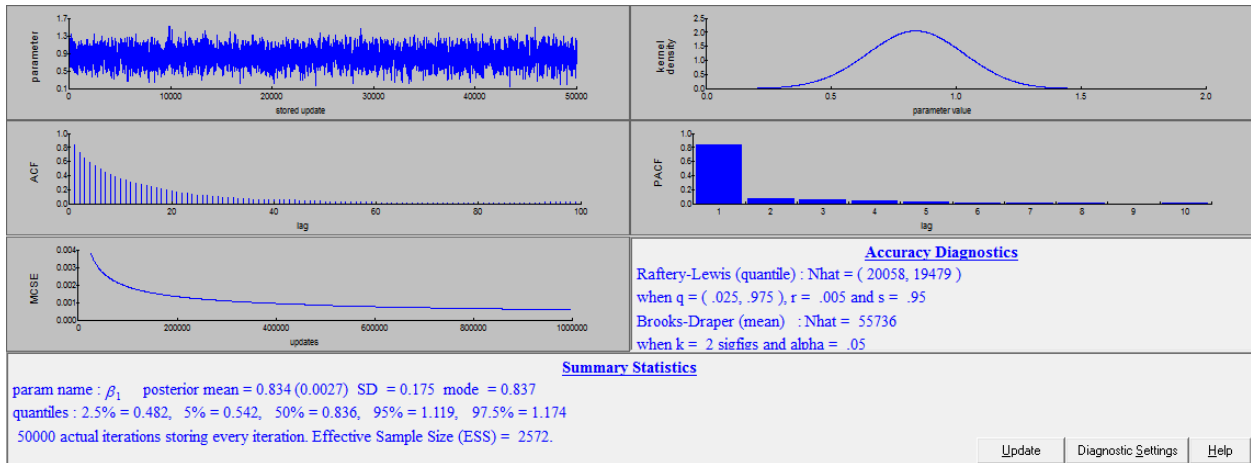 parameter
1.7
1.3
0.9
0.5
0.1
0 10000 20000 30000 40000 50000
stored update
kernel
density
2.5
2.0
1.5
1.0
0.5
0.0
0.0 0.5 1.0 1.5 2.0
parameter value
ACF
1.0
0.8
0.6
0.4
0.2
0.0
0 20 40 60 80 100
lag
PACF
1.0
0.8
0.6
0.4
0.2
0.0
1 2 3 4 5 6 7 8 9 10
lag
MCSE
0.004
0.003
0.002
0.001
0.000
0 200000 400000 600000 800000 1000000
updates
Accuracy Diagnostics
Raftery-Lewis (quantile) : Nhat = ( 20058, 19479 )
when q = ( .025, .975 ), r = .005 and s = .95
Brooks-Draper (mean) : Nhat = 55736
when k = 2 sigfigs and alpha = .05
Summary Statistics
param name : β1 posterior mean = 0.834 (0.0027) SD = 0.175 mode = 0.837
quantiles : 2.5% = 0.482, 5% = 0.542, 50% = 0.836, 95% = 1.119, 97.5% = 1.174
50000 actual iterations storing every iteration. Effective Sample Size (ESS) = 2572.
Update Diagnostic Settings Help